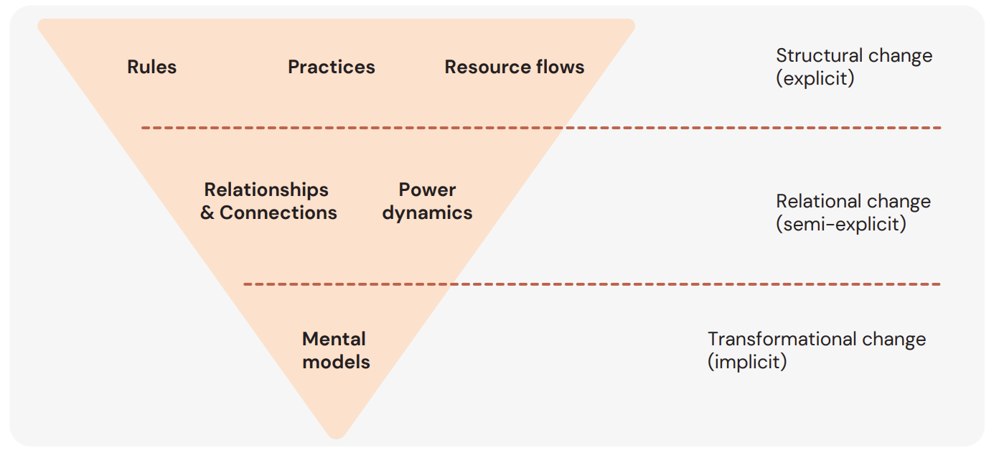 Rules
Practices
Resource flows
Structural change
(explicit)
Relationships
& Connections
Power
dynamics
Relational change
(semi-explicit)
Mental
models
Transformational change
(implicit)